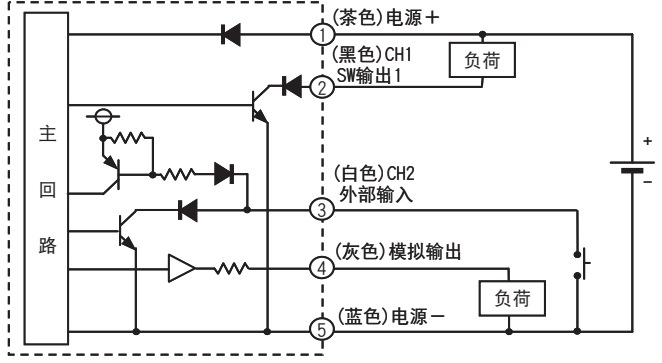 (茶色)电源+
1
(黑色)CH1
SW输出1
2
负荷
主
回
路
(白色)CH2
外部输入
3
+
−
(灰色)模拟输出
4
负荷
(蓝色)电源−
5